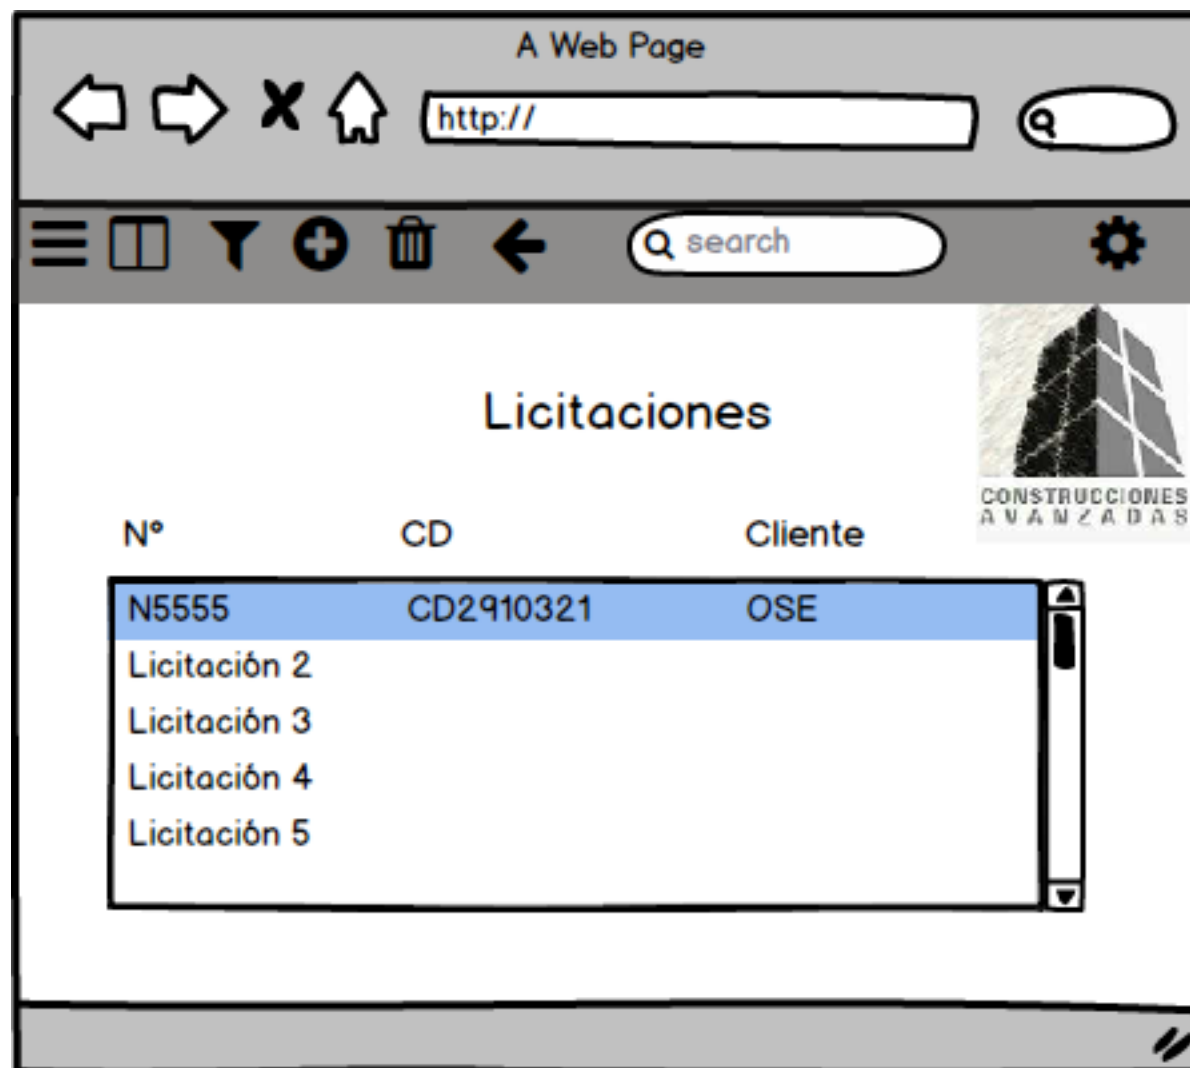 A Web Page
http://
search
Licitaciones
CONSTRUCCIONES
AVANZADAS
N° CD Cliente
N5555 CD2910321 OSE
Licitación 2
Licitación 3
Licitación 4
Licitación 5